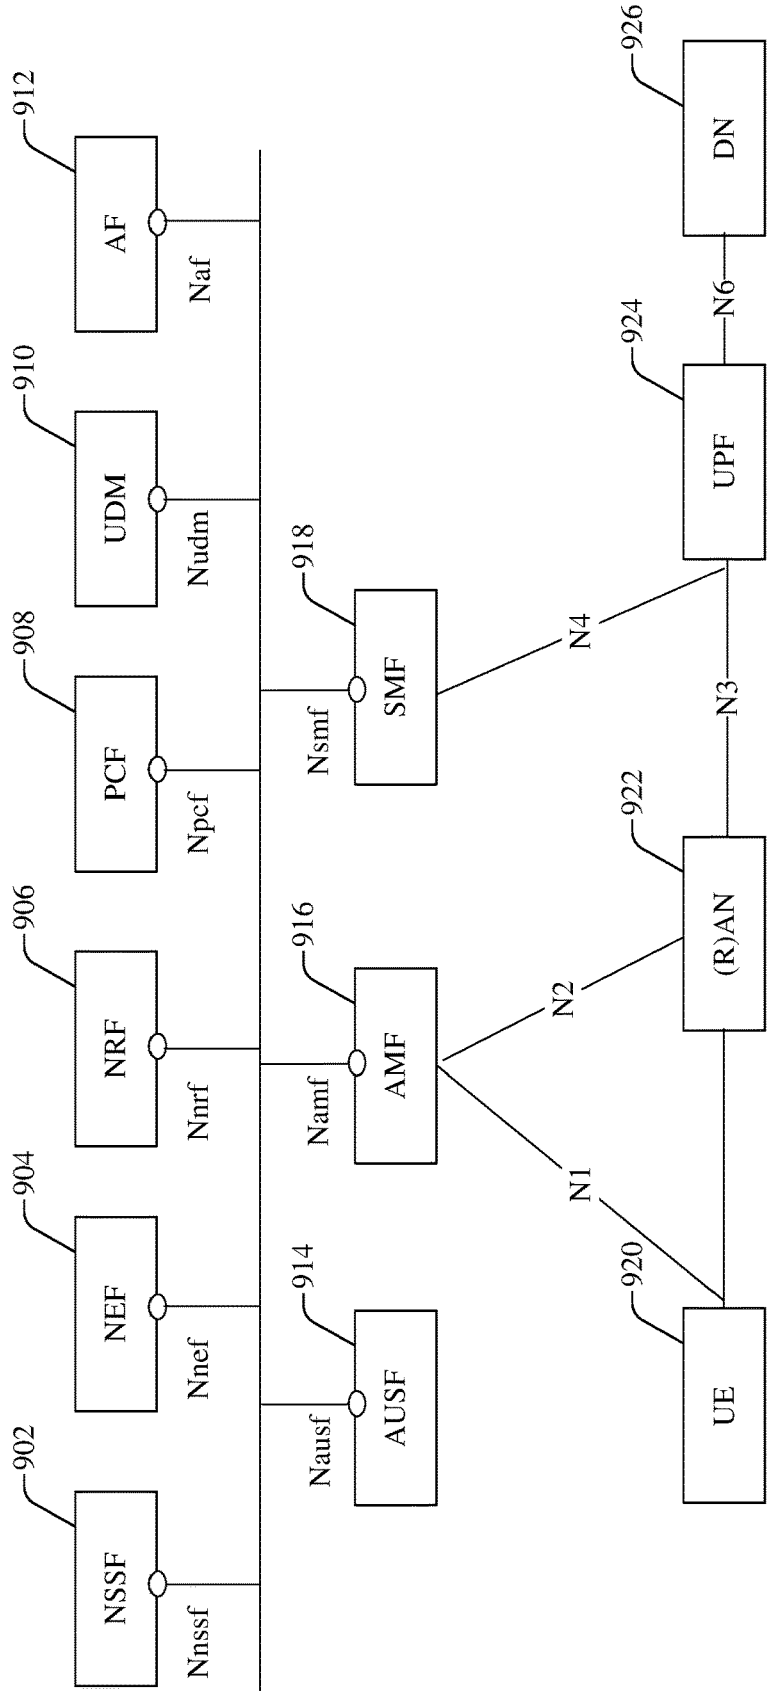 902
904
906
908
910
912
NSSF
NEF
NRF
PCF
UDM
AF
Nnssf
Nnef
Nnrf
Npcf
Nudm
Naf
Nausf
Namf
Nsmf
914
916
918
AUSF
AMF
SMF
N1
N2
N4
920
922
924
926
UE
(R)AN
N3
UPF
N6
DN